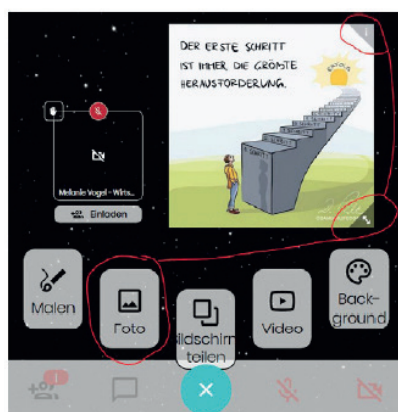 DER ERSTE SCHRITT
IST IMMER DIE GRÖßTE
HERAUSFORDERUNG.
ERFOLG
Melanie Vogel - Wirts...
Einladen
Malen
Foto
Bildschirm
teilen
Video
Back-
ground